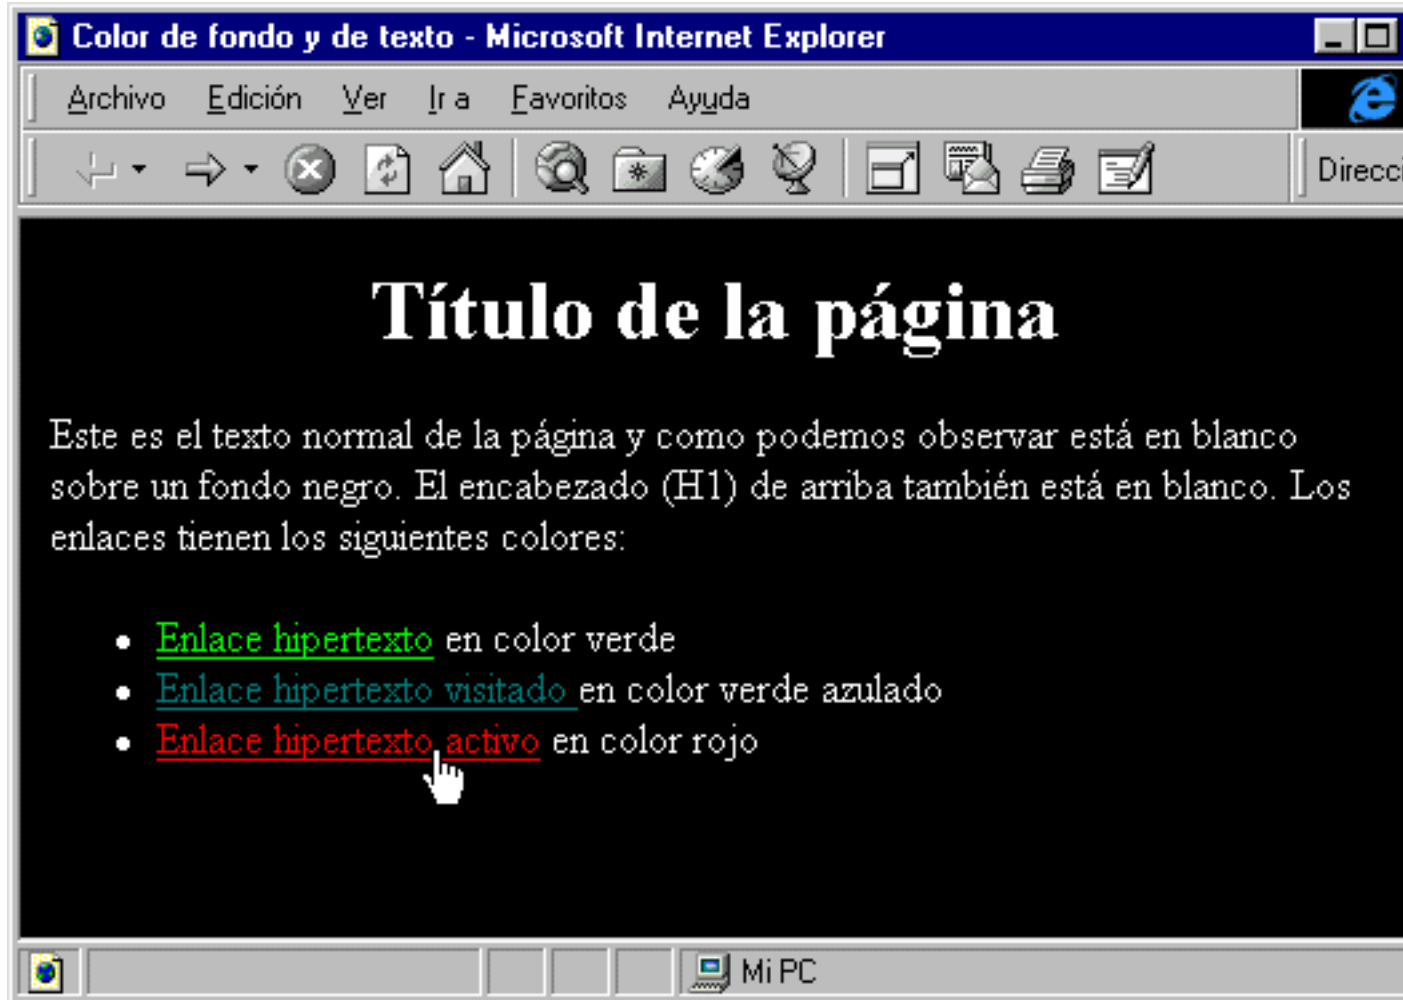 Color de fondo y de texto - Microsoft Internet Explorer
Archivo Edición Ver Ir a Favoritos Ayuda
Direcci
Título de la página
Este es el texto normal de la página y como podemos observar está en blanco
sobre un fondo negro. El encabezado (H1) de arriba también está en blanco. Los
enlaces tienen los siguientes colores:
• Enlace hipertexto en color verde
• Enlace hipertexto visitado en color verde azulado
• Enlace hipertexto activo en color rojo
Mi PC